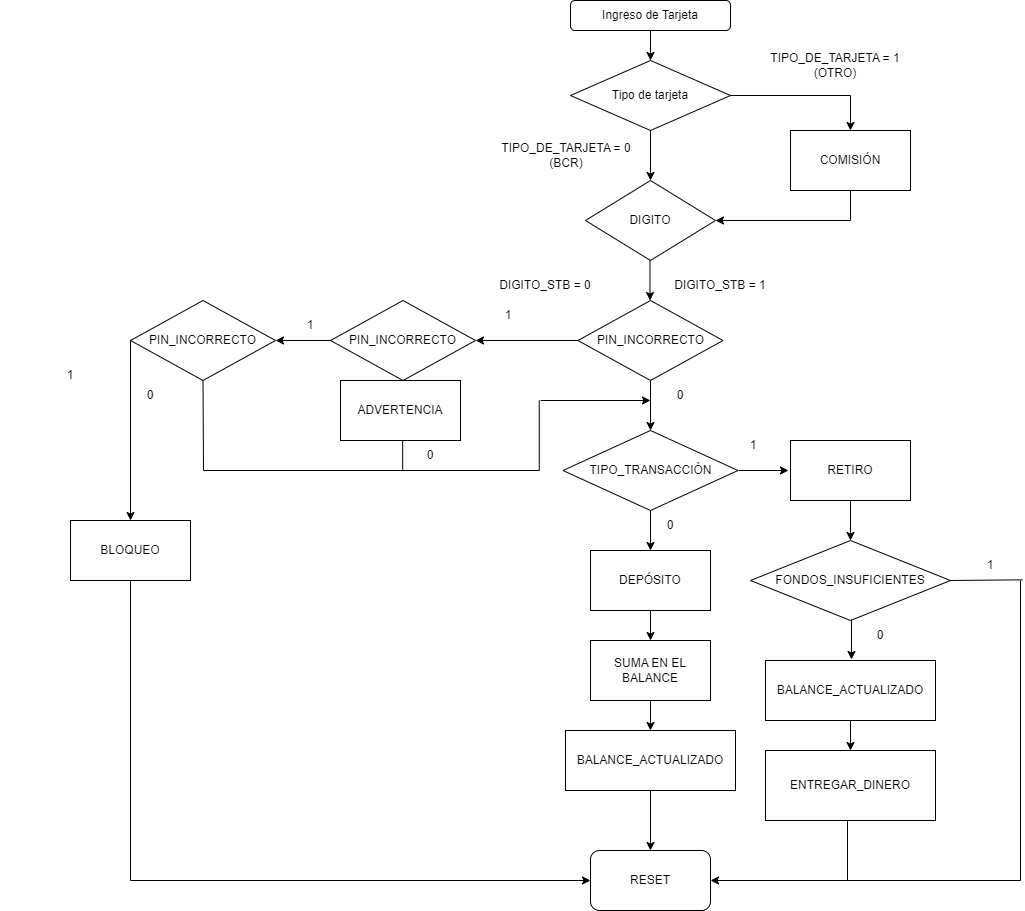 Ingreso de Tarjeta
TIPO_DE_TARJETA = 1
(OTRO)
Tipo de tarjeta
TIPO_DE_TARJETA = 0
(BCR)
COMISIÓN
DIGITO
DIGITO_STB = 0
DIGITO_STB = 1
1
1
PIN_INCORRECTO
PIN_INCORRECTO
PIN_INCORRECTO
1
0
0
ADVERTENCIA
0
1
TIPO_TRANSACCIÒN
RETIRO
0
BLOQUEO
DEPÓSITO
FONDOS_INSUFICIENTES
1
0
SUMA EN EL
BALANCE
BALANCE_ACTUALIZADO
BALANCE_ACTUALIZADO
ENTREGAR_DINERO
RESET